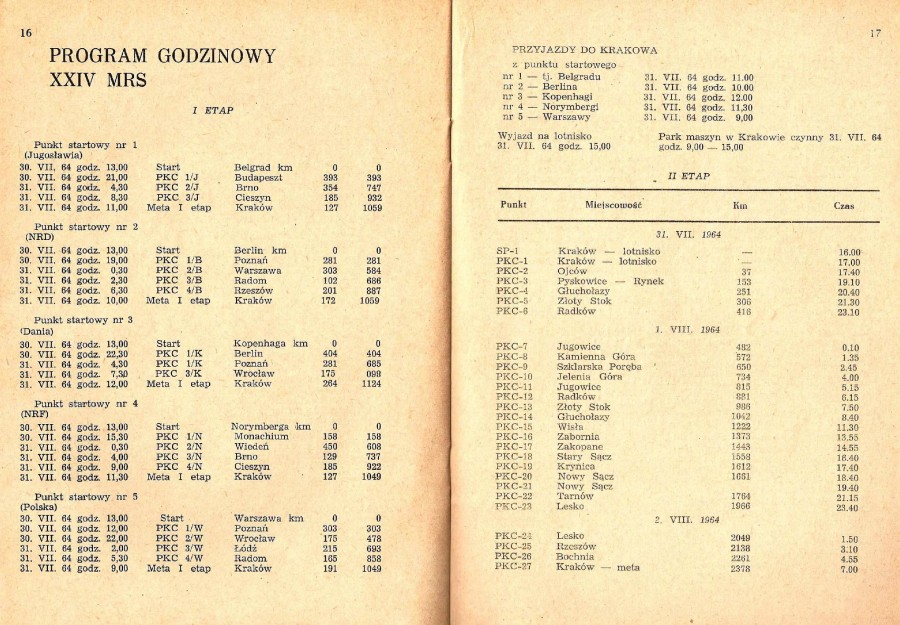 16
PROGRAM GODZINOWY
XXIV MRS
I ETAP
Punkt startowy nr 1
(Jugosławia)
30. VII. 64 godz. 13,00 Start Belgrad km 0 0
30. VII. 64 godz. 21,00 PKC 1/J Budapeszt 393 393
31. VII. 64 godz. 4,30 PKC 2/J Brno 354 747
31. VII. 64 godz. 8,30 PKC 3/J Cieszyn 185 932
31. VII. 64 godz. 11,00 Meta I etap Kraków 127 1059
Punkt startowy nr 2
(NRD)
30. VII. 64 godz. 13,00 Start Berlin km 0 0
30. VII. 64 godz. 19,00 PKC 1/B Poznań 281 281
31. VII. 64 godz. 0,30 PKC 2/B Warszawa 303 584
31. VII. 64 godz. 2,30 PKC 3/B Radom 102 686
31. VII. 64 godz. 6,30 PKC 4/B Rzeszów 201 887
31. VII. 64 godz. 10,00 Meta I etap Kraków 172 1059
Punkt startowy nr 3
(Dania)
30. VII. 64 godz. 13,00 Start Kopenhaga km 0 0
30. VII. 64 godz. 22,30 PKC 1/K Berlin 404 404
31. VII. 64 godz. 4,30 PKC 1/K Poznań 281 685
31. VII. 64 godz. 7,30 PKC 3/K Wrocław 175 098
31. VII. 64 godz. 12,00 Meta I etap Kraków 264 1124
Punkt startowy nr 4
(NRF)
30. VII. 64 godz. 13,00 Start Norymberga km 0 0
30. VII. 64 godz. 15,30 PKC 1/N Monachium 158 158
31. VII. 64 godz. 0,30 PKC 2/N Wiedeń 450 608
31. VII. 64 godz. 4,00 PKC 3/N Brno 129 737
31. VII. 64 godz. 9,00 PKC 4/N Cieszyn 185 922
31. VII. 64 godz. 11,30 Meta I etap Kraków 127 1049
Punkt startowy nr 5
(Polska)
30. VII. 64 godz. 13,00 Start Warszawa km 0 0
30. VII. 64 godz. 12,00 PKC 1/W Poznań 303 303
30. VII. 64 godz. 22,00 PKC 2/W Wrocław 175 478
31. VII. 64 godz. 2,00 PKC 3/W Łódź 215 693
31. VII. 64 godz. 5,30 PKC 4/W Radom 165 858
31. VII. 64 godz. 9,00 Meta I etap Kraków 191 1049
17
PRZYJAZDY DO KRAKOWA
z punktu startowego
nr 1 — tj. Belgradu 31. VII. 64 godz. 11.00
nr 2 — Berlina 31. VII. 64 godz. 10.00
nr 3 — Kopenhagi 31. VII. 64 godz. 12.00
nr 4 — Norymbergi 31. VII. 64 godz. 11,30
nr 5 — Warszawy 31. VII. 64 godz. 9,00
Wyjazd na lotnisko
31. VII. 64 godz. 15,00
Park maszyn w Krakowie czynny 31. VII. 64
godz. 9,00 — 15,00
II ETAP
Punkt Miejscowość Km Czas
31. VII. 1964
SP-1 Kraków — lotnisko — 16.00
PKC-1 Kraków — lotnisko — 17.00
PKC-2 Ojców 37 17.40
PKC-3 Pyskowice — Rynek 153 19.10
PKC-4 Głuchołazy 251 20.40
PKC-5 Złoty Stok 306 21.30
PKC-6 Radków 416 23.10
1. VIII. 1964
PKC-7 Jugowice 482 0.10
PKC-8 Kamienna Góra 572 1.35
PKC-9 Szklarska Poręba 650 2.45
PKC-10 Jelenia Góra 734 4.00
PKC-11 Jugowice 815 5.15
PKC-12 Radków 881 6.15
PKC-13 Złoty Stok 986 7.50
PKC-14 Głuchołazy 1042 8.40
PKC-15 Wisła 1222 11.30
PKC-16 Zabornia 1373 13.55
PKC-17 Zakopane 1443 14.55
PKC-18 Stary Sącz 1558 16.40
PKC-19 Krynica 1612 17.40
PKC-20 Nowy Sącz 1661 18.40
PKC-21 Nowy Sącz 19.40
PKC-22 Tarnów 1764 21.15
PKC-23 Lesko 1966 23.40
2. VIII. 1964
PKC-24 Lesko 2049 1.50
PKC-25 Rzeszów 2138 3.10
PKC-26 Bochnia 2261 4.55
PKC-27 Kraków — meta 2378 7.00